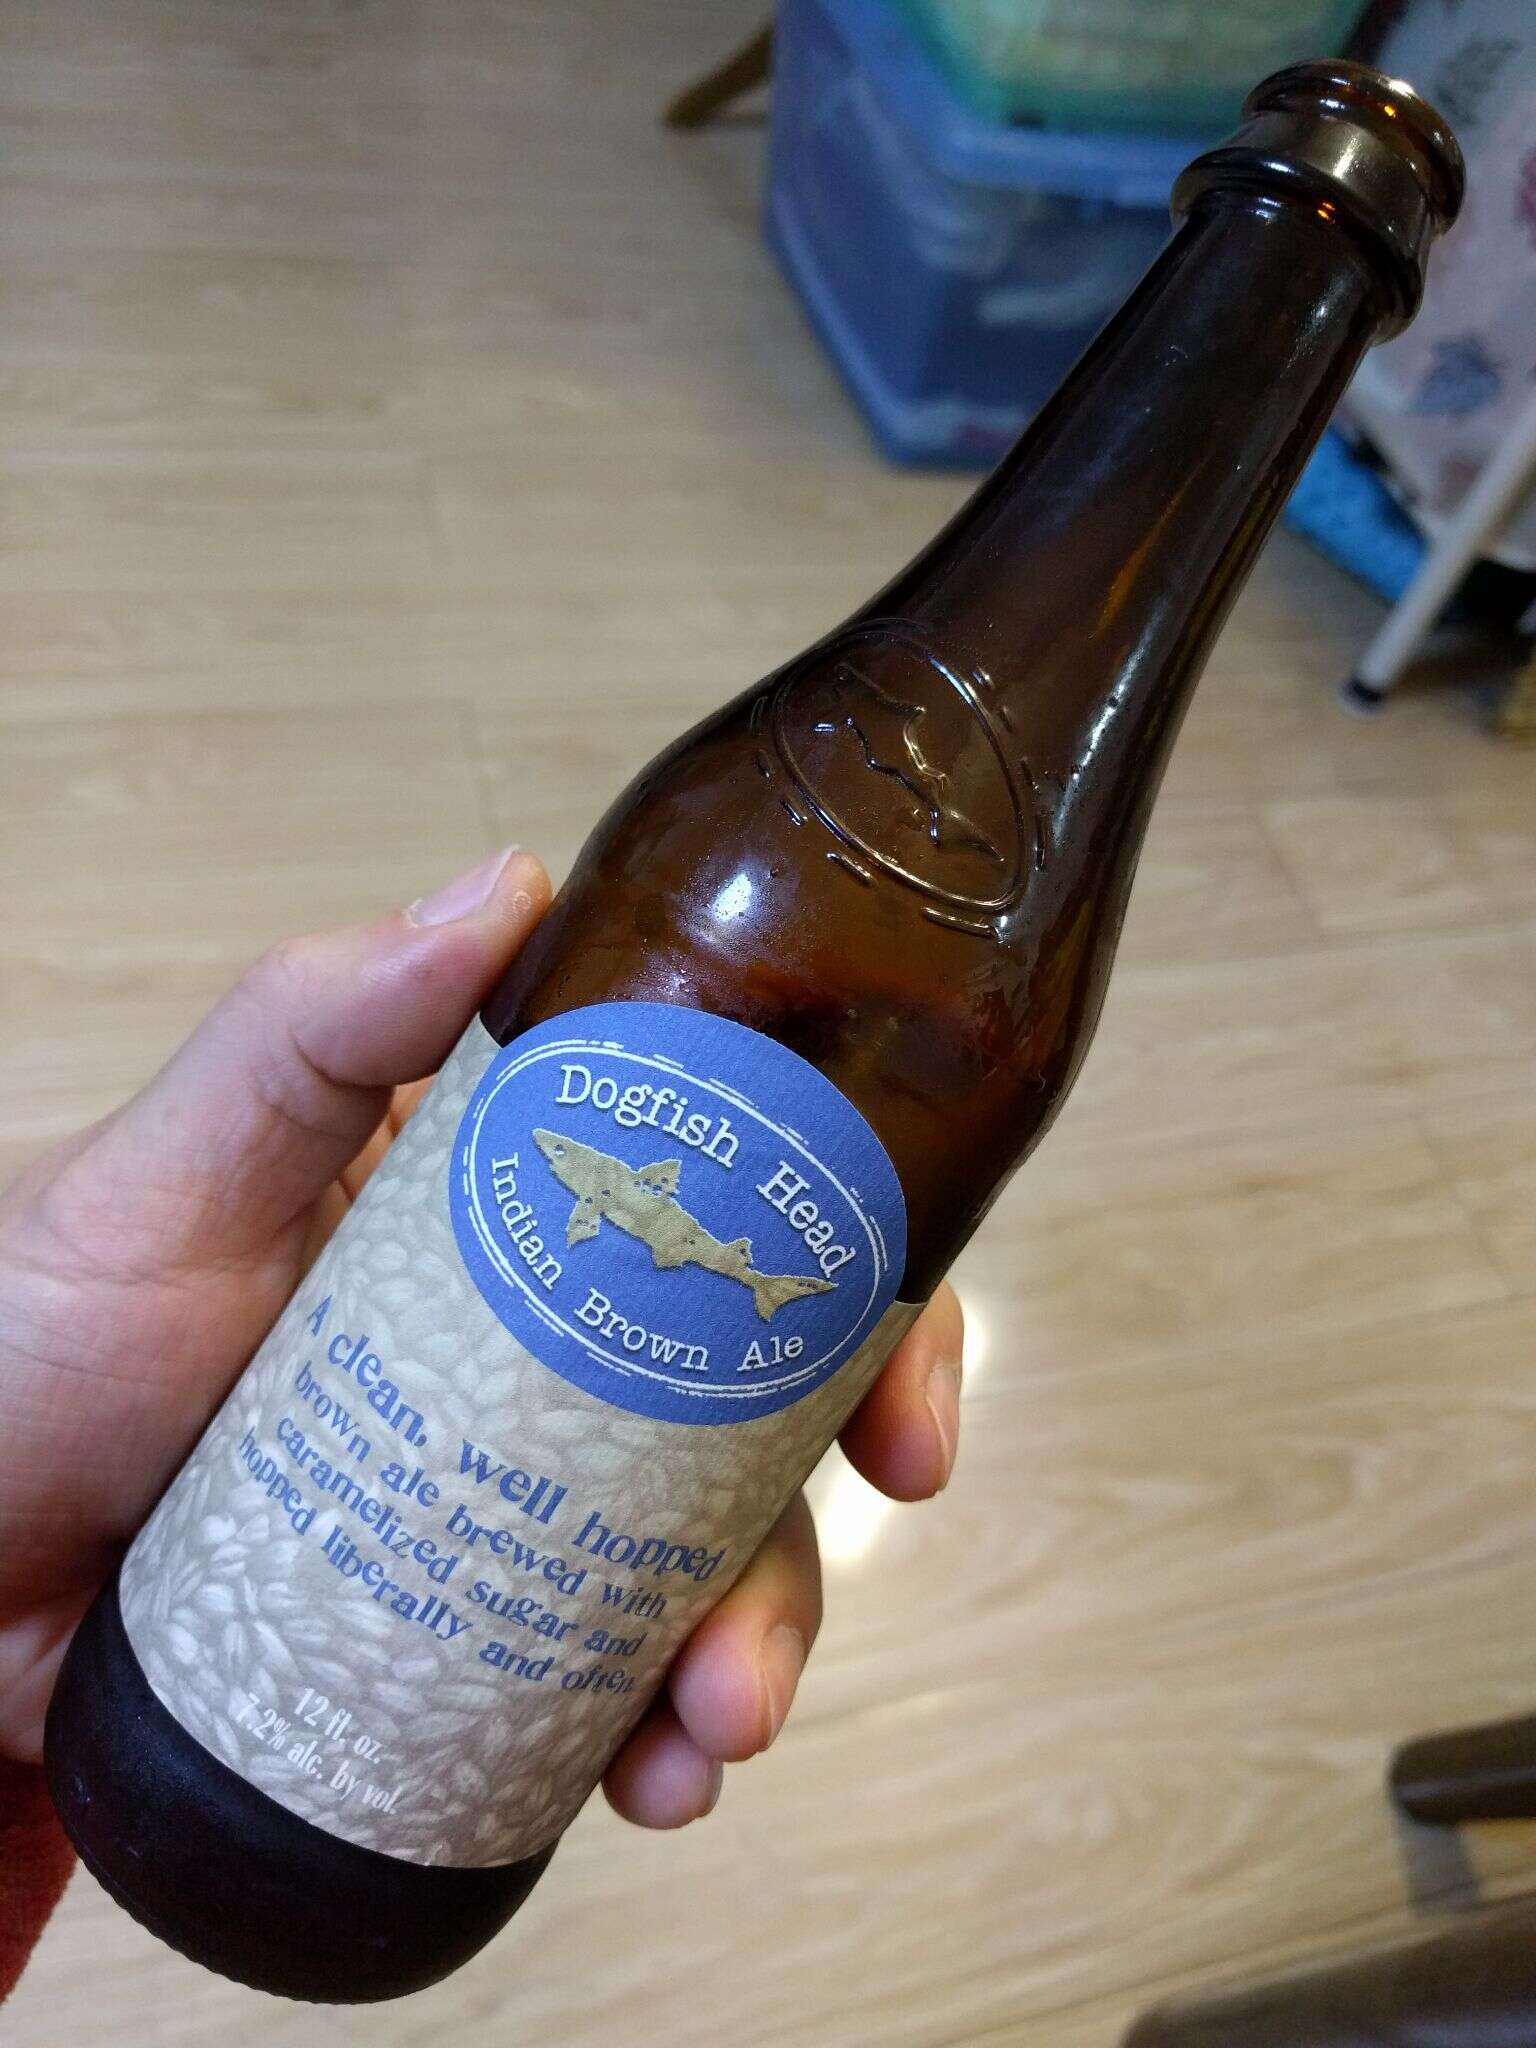 Dogfish Head
Indian Brown Ale
A clean, well hopped
brown ale brewed with
caramelized sugar and
hopped liberally and often.
12 fl. oz.
7.2% alc. by vol.